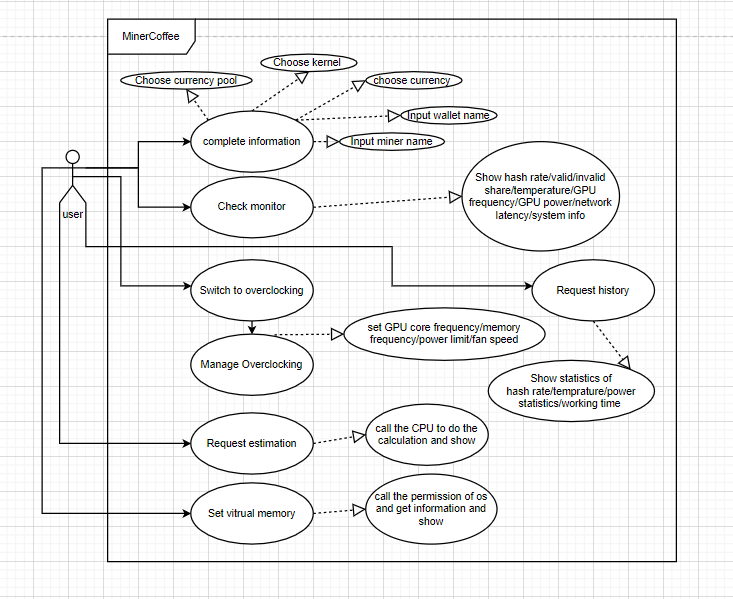 MinerCoffee
Choose kernel
Choose currency pool
choose currency
Input wallet name
complete information
Input miner name
Show hash rate/valid/invalid
share/temperature/GPU
frequency/GPU power/network
latency/system info
Check monitor
user
Switch to overclocking
Request history
set GPU core frequency/memory
frequency/power limit/fan speed
Manage Overclocking
Show statistics of
hash rate/temprature/power
statistics/working time
call the CPU to do the
calculation and show
Request estimation
call the permission of os
and get information and
show
Set vitrual memory